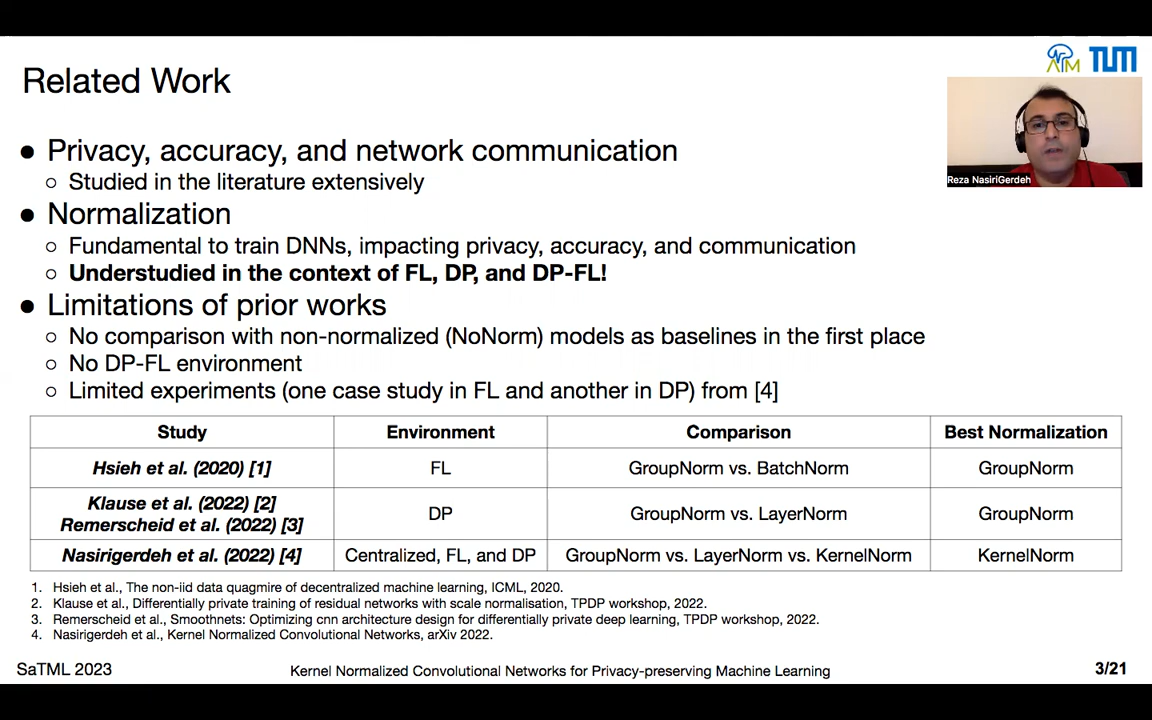 AIM TUM
Related Work
Reza NasiriGerdeh
● Privacy, accuracy, and network communication
○ Studied in the literature extensively
● Normalization
○ Fundamental to train DNNs, impacting privacy, accuracy, and communication
○ Understudied in the context of FL, DP, and DP-FL!
● Limitations of prior works
○ No comparison with non-normalized (NoNorm) models as baselines in the first place
○ No DP-FL environment
○ Limited experiments (one case study in FL and another in DP) from [4]
Study Environment Comparison Best Normalization
Hsieh et al. (2020) [1] FL GroupNorm vs. BatchNorm GroupNorm
Klause et al. (2022) [2]
Remerscheid et al. (2022) [3] DP GroupNorm vs. LayerNorm GroupNorm
Nasirigerdeh et al. (2022) [4] Centralized, FL, and DP GroupNorm vs. LayerNorm vs. KernelNorm KernelNorm
1. Hsieh et al., The non-iid data quagmire of decentralized machine learning, ICML, 2020.
2. Klause et al., Differentially private training of residual networks with scale normalisation, TPDP workshop, 2022.
3. Remerscheid et al., Smoothnets: Optimizing cnn architecture design for differentially private deep learning, TPDP workshop, 2022.
4. Nasirigerdeh et al., Kernel Normalized Convolutional Networks, arXiv 2022.
SaTML 2023 Kernel Normalized Convolutional Networks for Privacy-preserving Machine Learning 3/21